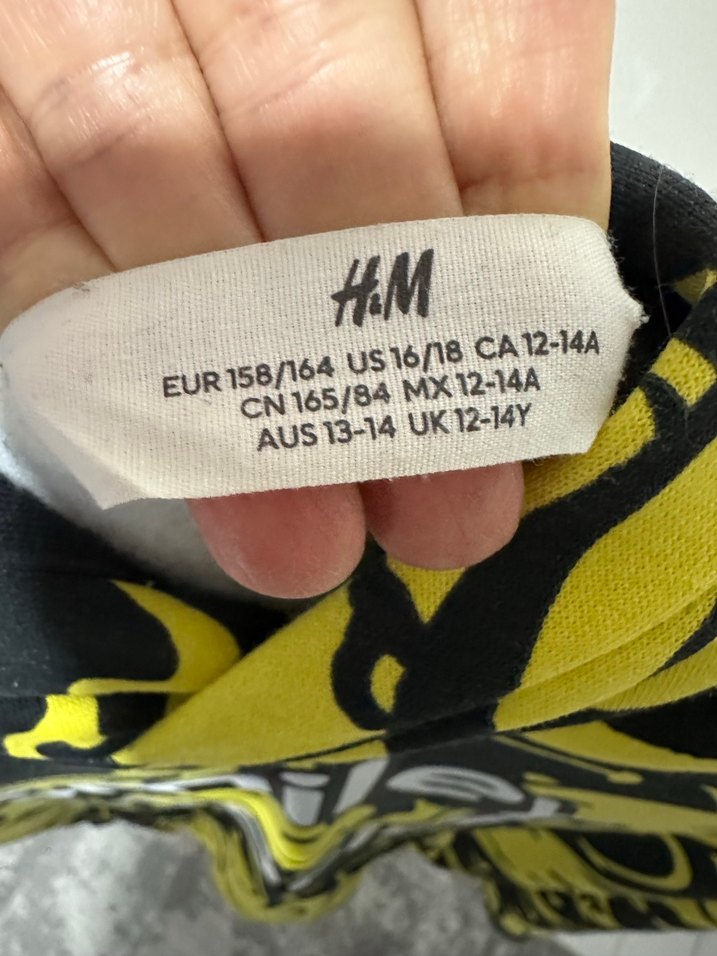 H&M
EUR 158/164 US 16/18 CA 12-14A
CN 165/84 MX 12-14A
AUS 13-14 UK 12-14Y